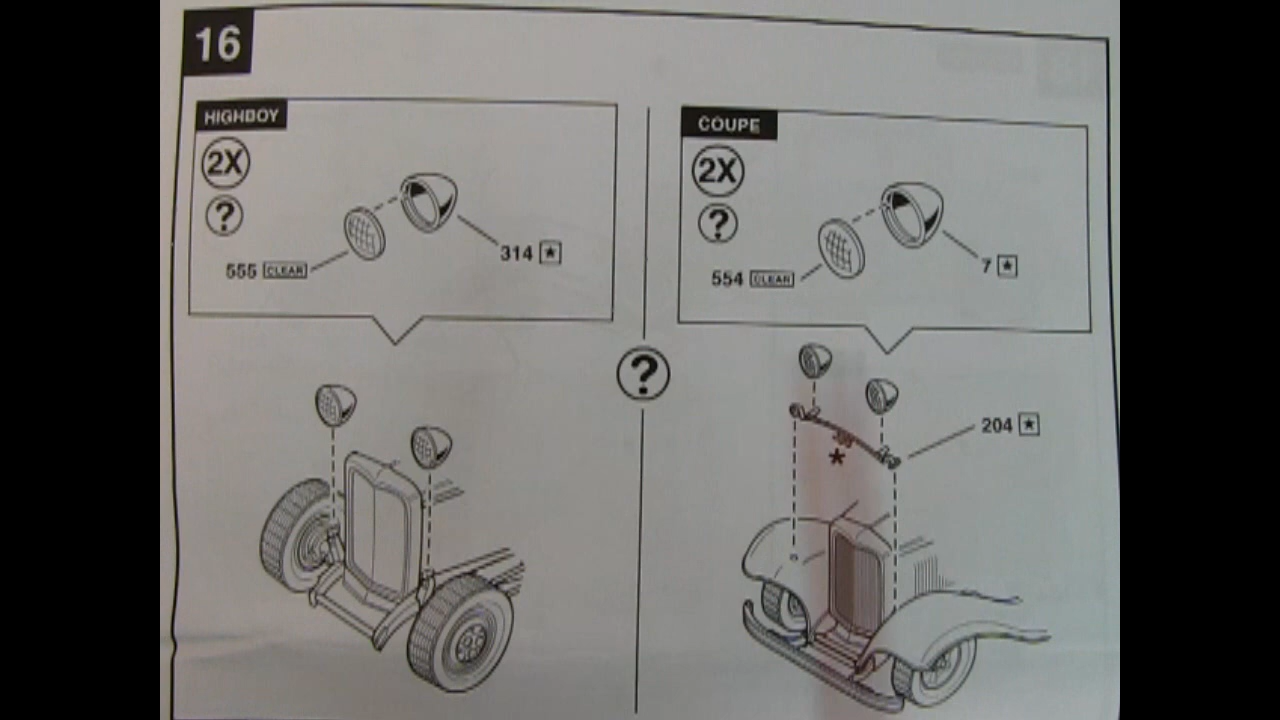 16
HIGHBOY
2X
?
314 ★
555 CLEAR
COUPE
2X
?
7 ★
554 CLEAR
?
204 ★
*